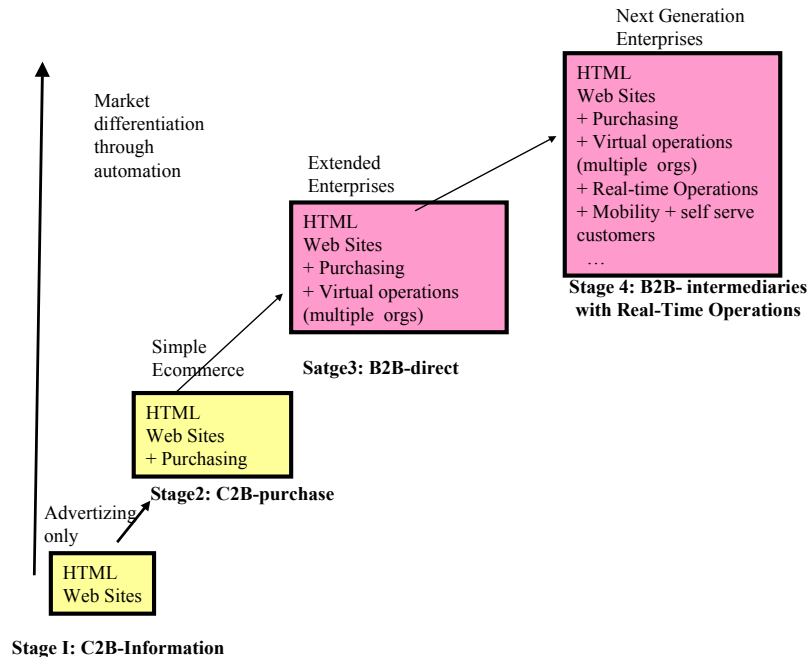 Next Generation
Enterprises
HTML
Web Sites
+ Purchasing
+ Virtual operations
(multiple orgs)
+ Real-time Operations
+ Mobility + self serve
customers
…
Stage 4: B2B- intermediaries
with Real-Time Operations
Market
differentiation
through
automation
Extended
Enterprises
HTML
Web Sites
+ Purchasing
+ Virtual operations
(multiple orgs)
Satge3: B2B-direct
Simple
Ecommerce
HTML
Web Sites
+ Purchasing
Stage2: C2B-purchase
Advertizing
only
HTML
Web Sites
Stage I: C2B-Information